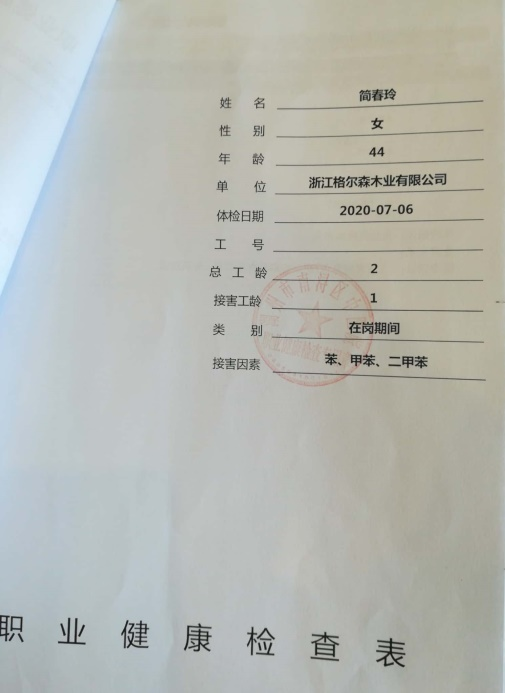 姓 名 简春玲
性 别 女
年 龄 44
单 位 浙江格尔森木业有限公司
体检日期 2020-07-06
工 号
总 工 龄 2
接害工龄 1
类 别 在岗期间
接害因素 苯、甲苯、二甲苯
职业健康检查表